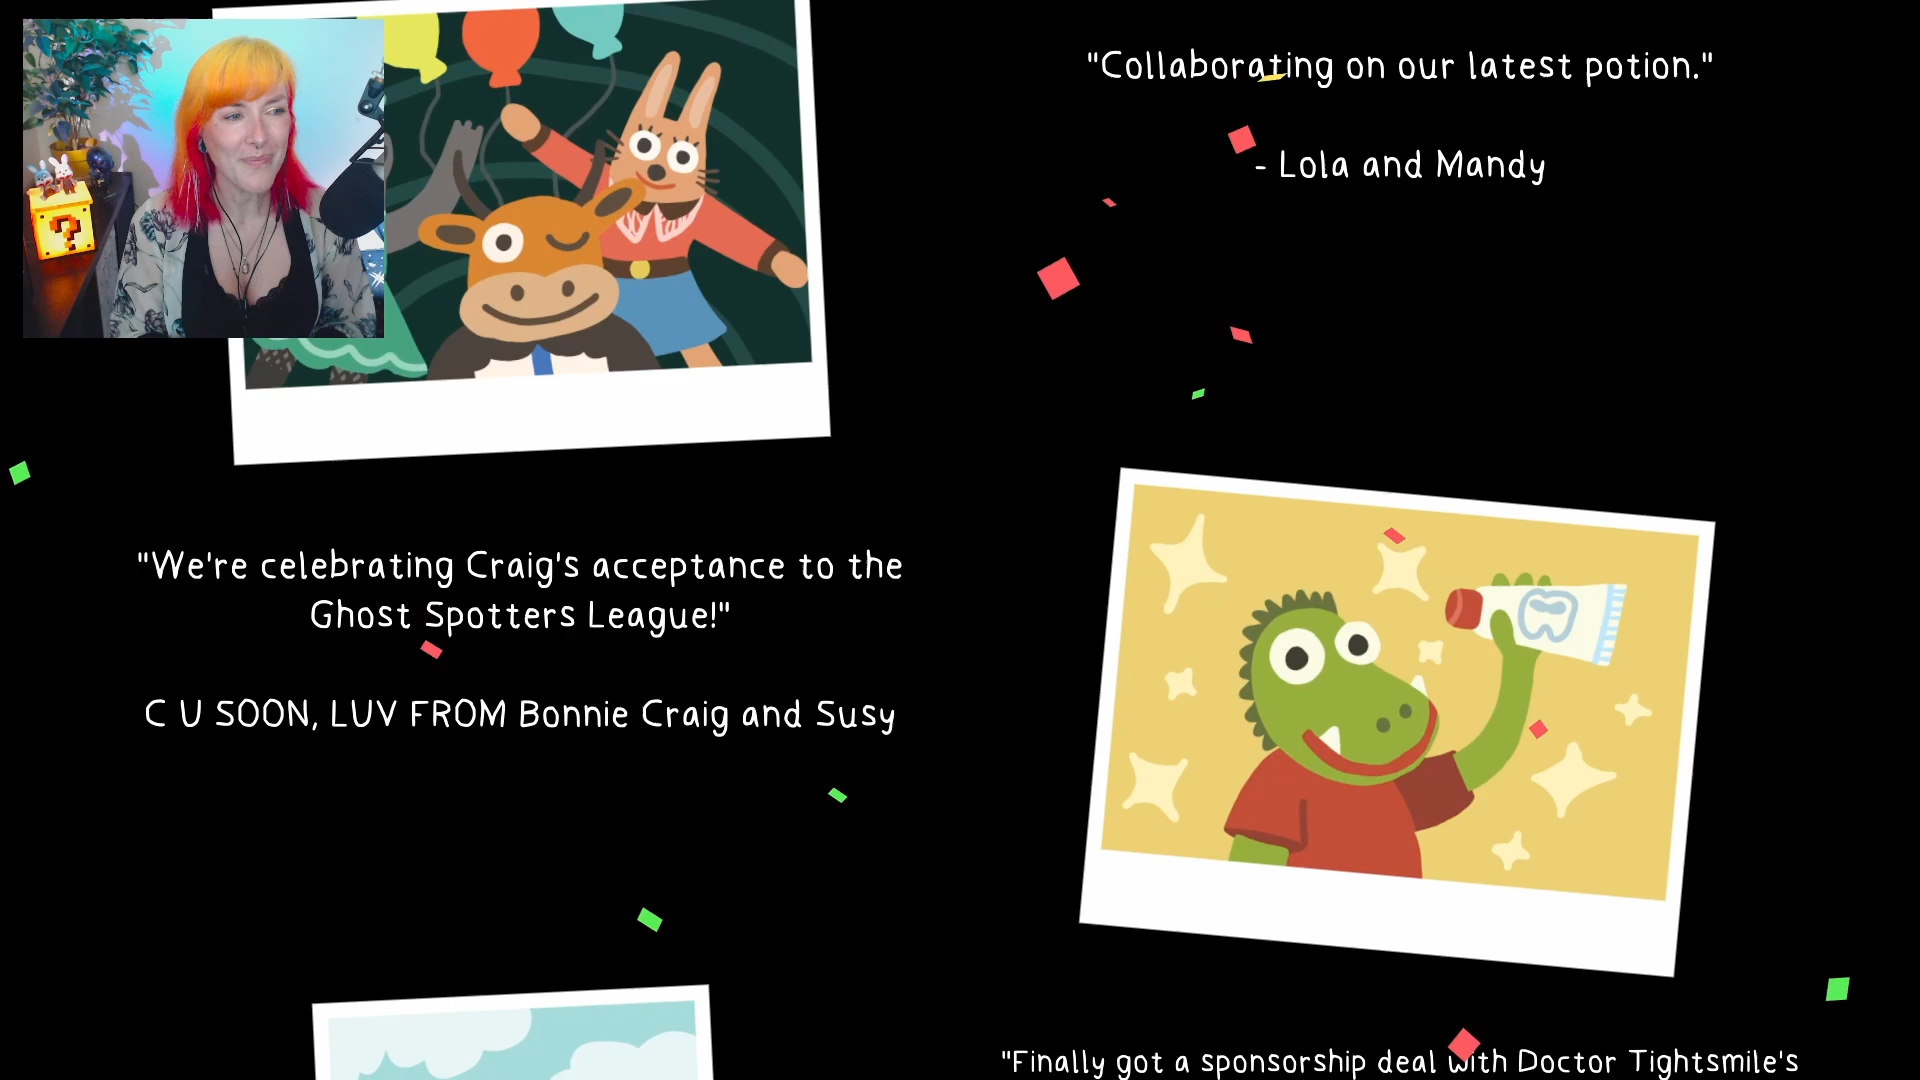 "Collaborating on our latest potion."
- Lola and Mandy
"We're celebrating Craig's acceptance to the
Ghost Spotters League!"
C U SOON, LUV FROM Bonnie Craig and Susy
"Finally got a sponsorship deal with Doctor Tightsmile's
?